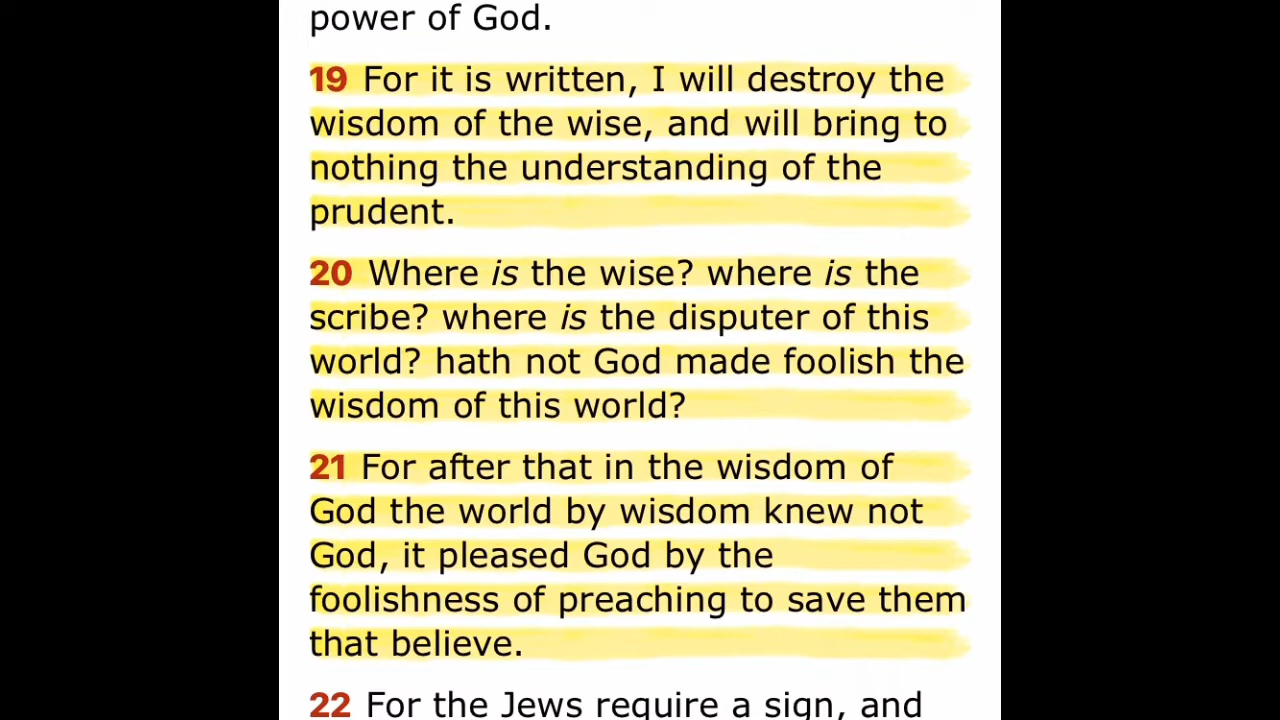 power of God.
19 For it is written, I will destroy the
wisdom of the wise, and will bring to
nothing the understanding of the
prudent.
20 Where is the wise? where is the
scribe? where is the disputer of this
world? hath not God made foolish the
wisdom of this world?
21 For after that in the wisdom of
God the world by wisdom knew not
God, it pleased God by the
foolishness of preaching to save them
that believe.
22 For the Jews require a sign, and